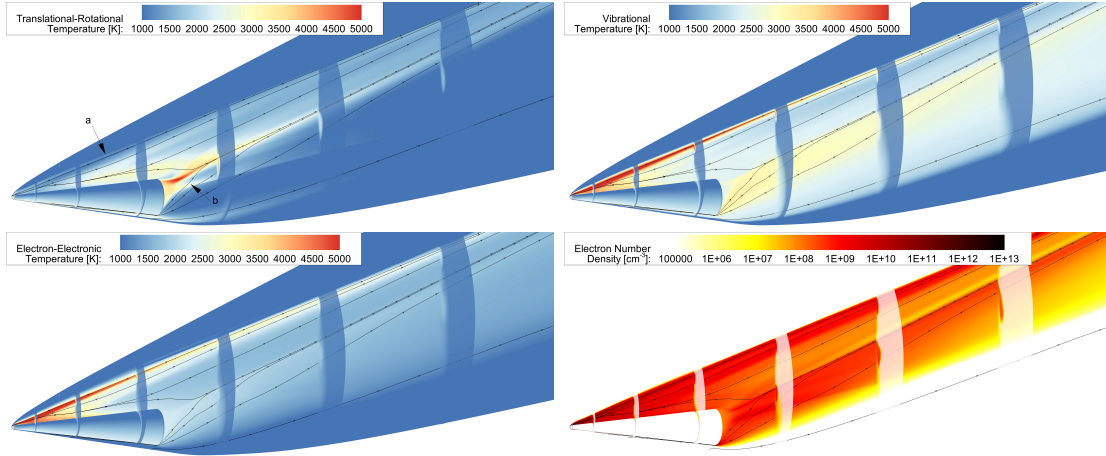 Translational-Rotational
Temperature [K]: 1000 1500 2000 2500 3000 3500 4000 4500 5000
a
b
Vibrational
Temperature [K]: 1000 1500 2000 2500 3000 3500 4000 4500 5000
Electron-Electronic
Temperature [K]: 1000 1500 2000 2500 3000 3500 4000 4500 5000
Electron Number
Density [cm⁻³]: 100000 1E+06 1E+07 1E+08 1E+09 1E+10 1E+11 1E+12 1E+13